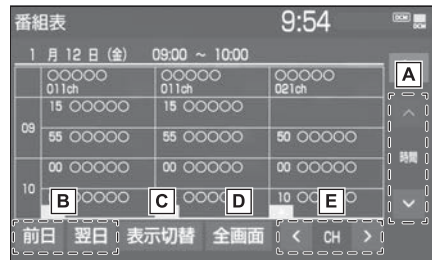 番組表 9:54
1 月 12 日 (金) 09:00 ～ 10:00
○○○○○ ○○○○○ ○○○○○
011ch 011ch 021ch
A
15 ○○○○○ 15 ○○○○○
09
55 ○○○○○ 55 ○○○○○ 50 ○○○○○
時間
00 ○○○○○ 00 ○○○○○ 00 ○○○○○
10
B C D E
10
前日 翌日 表示切替 全画面 < CH >